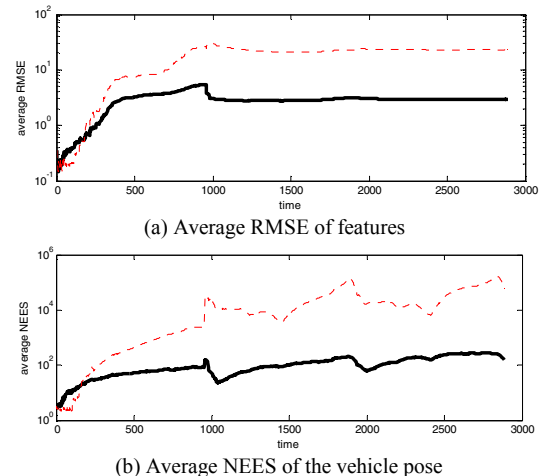 10^2
10^1
10^0
10^-1
average RMSE
0 500 1000 1500 2000 2500 3000
time
(a) Average RMSE of features
10^6
10^4
10^2
10^0
average NEES
0 500 1000 1500 2000 2500 3000
time
(b) Average NEES of the vehicle pose